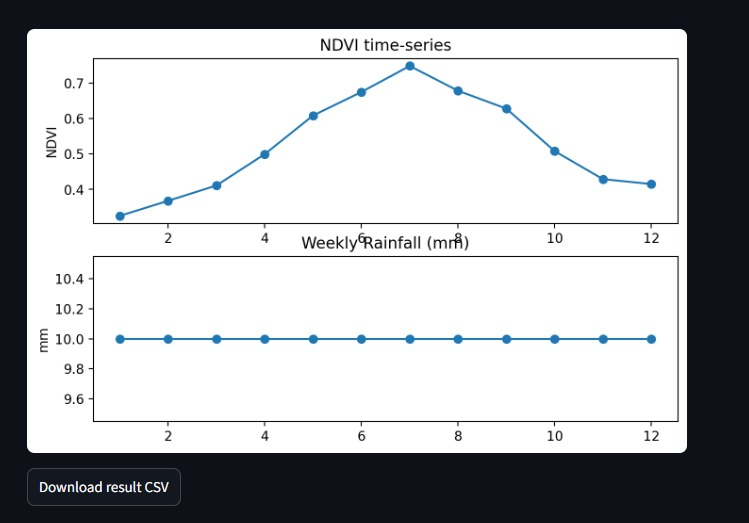 NDVI time-series
0.7
0.6
0.5
0.4
NDVI
2 4 6 8 10 12
Weekly Rainfall (mm)
10.4
10.2
10.0
9.8
9.6
mm
2 4 6 8 10 12
Download result CSV